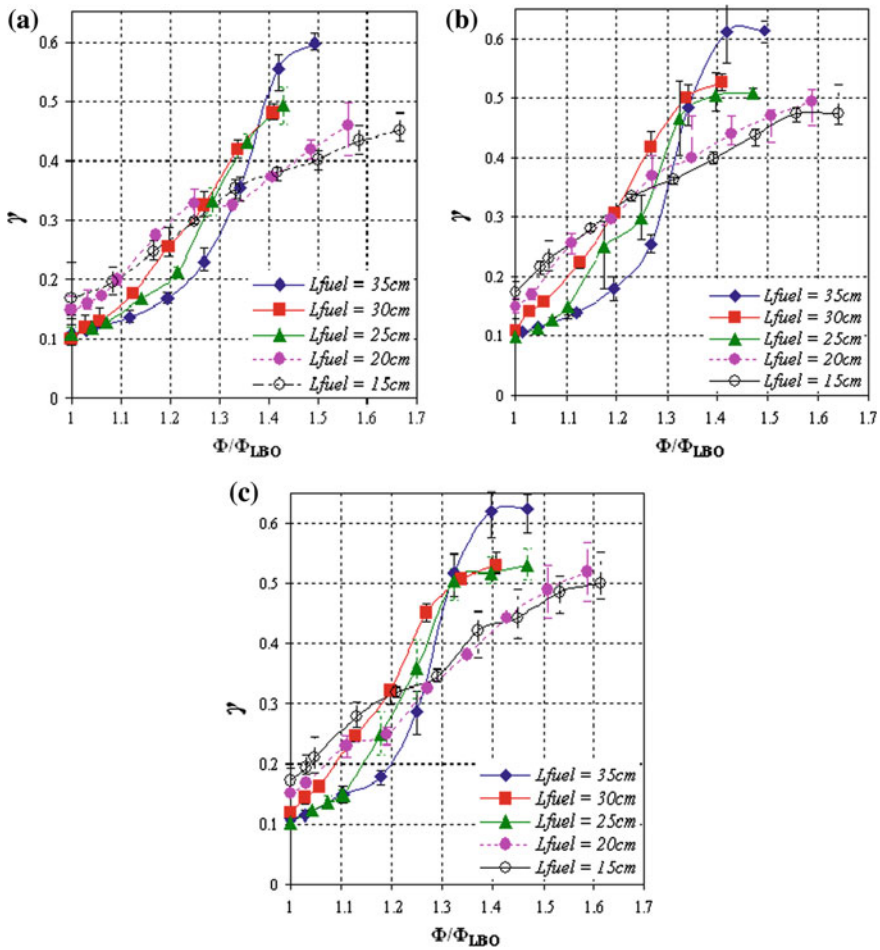 (a)
0.6
0.5
0.4
γ
0.3
0.2
0.1
0
Lfuel = 35cm
Lfuel = 30cm
Lfuel = 25cm
Lfuel = 20cm
Lfuel = 15cm
1 1.1 1.2 1.3 1.4 1.5 1.6 1.7
Φ/Φ_LBO
(b)
0.6
0.5
0.4
γ
0.3
0.2
0.1
0
Lfuel = 35cm
Lfuel = 30cm
Lfuel = 25cm
Lfuel = 20cm
Lfuel = 15cm
1 1.1 1.2 1.3 1.4 1.5 1.6 1.7
Φ/Φ_LBO
(c)
0.6
0.5
0.4
γ
0.3
0.2
0.1
0
Lfuel = 35cm
Lfuel = 30cm
Lfuel = 25cm
Lfuel = 20cm
Lfuel = 15cm
1 1.1 1.2 1.3 1.4 1.5 1.6 1.7
Φ/Φ_LBO